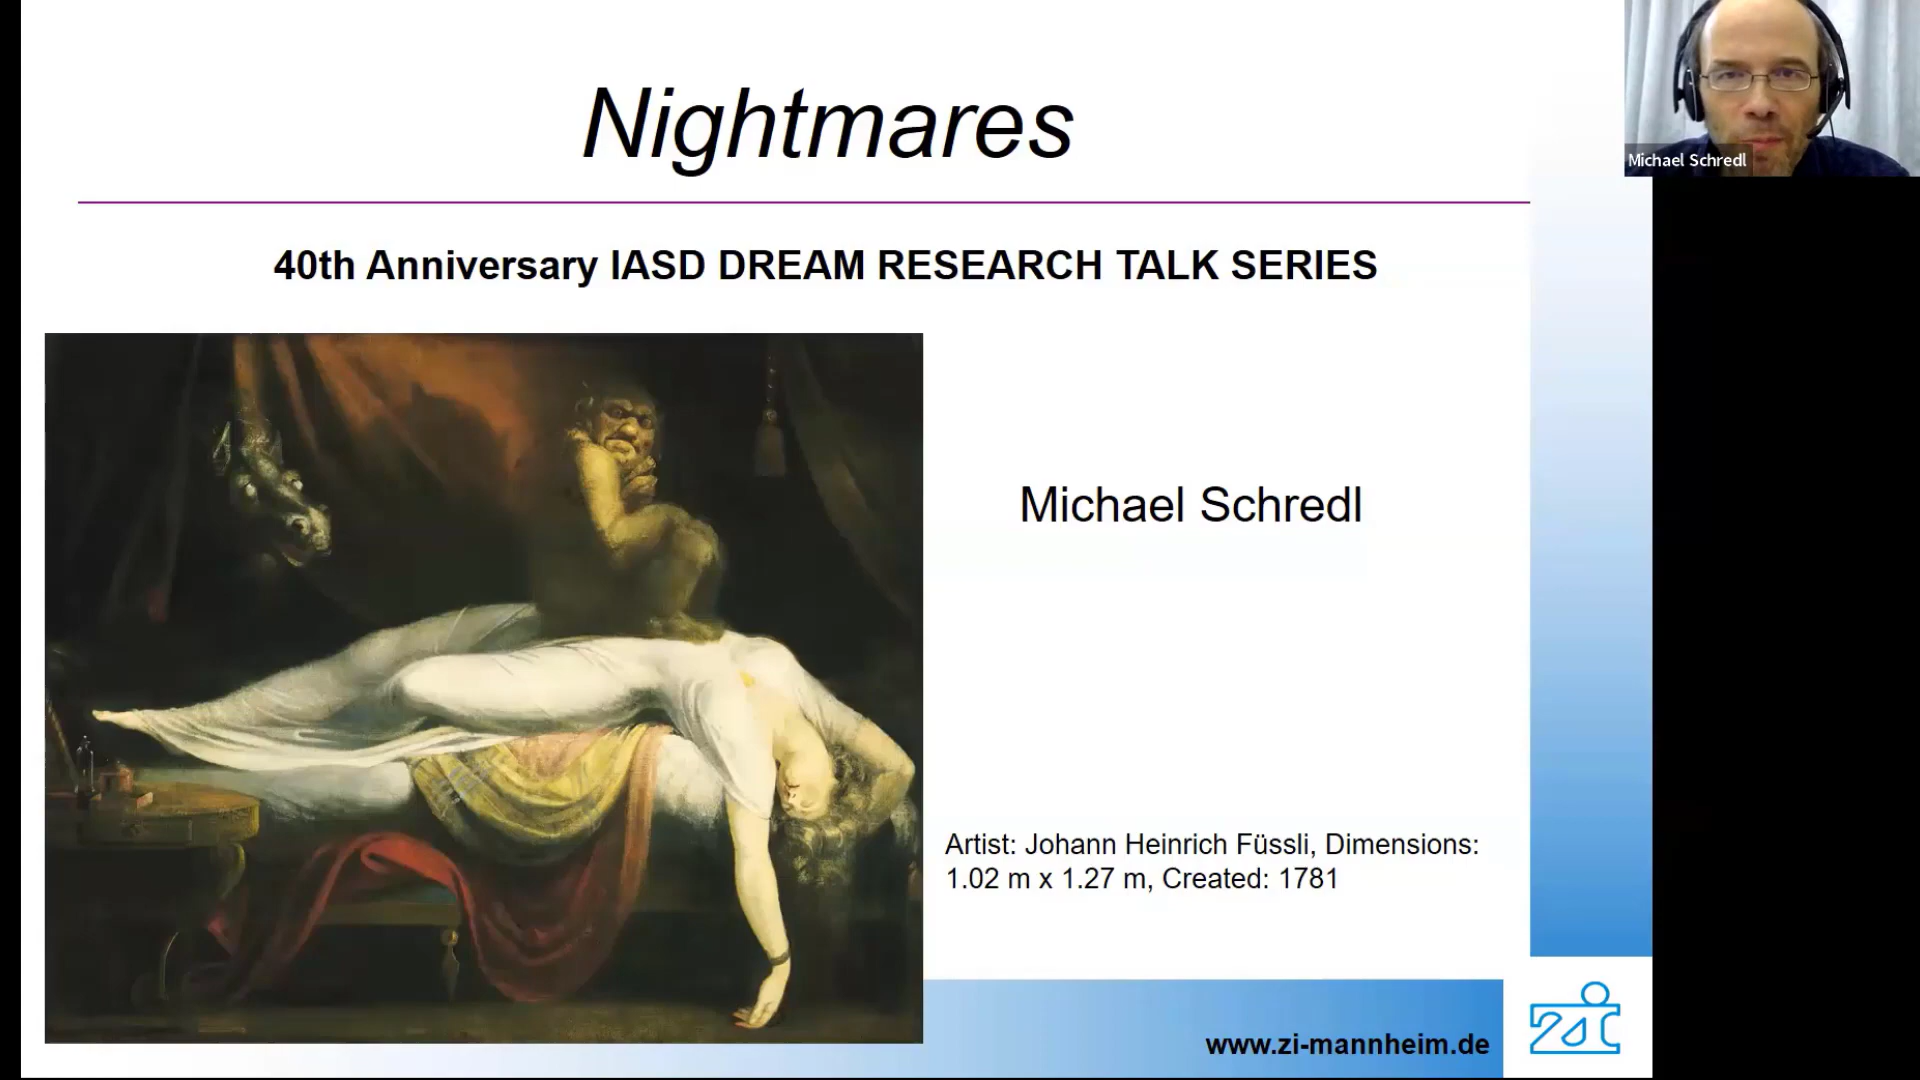 Nightmares
Michael Schredl
40th Anniversary IASD DREAM RESEARCH TALK SERIES
Michael Schredl
Artist: Johann Heinrich Füssli, Dimensions:
1.02 m x 1.27 m, Created: 1781
www.zi-mannheim.de
zi